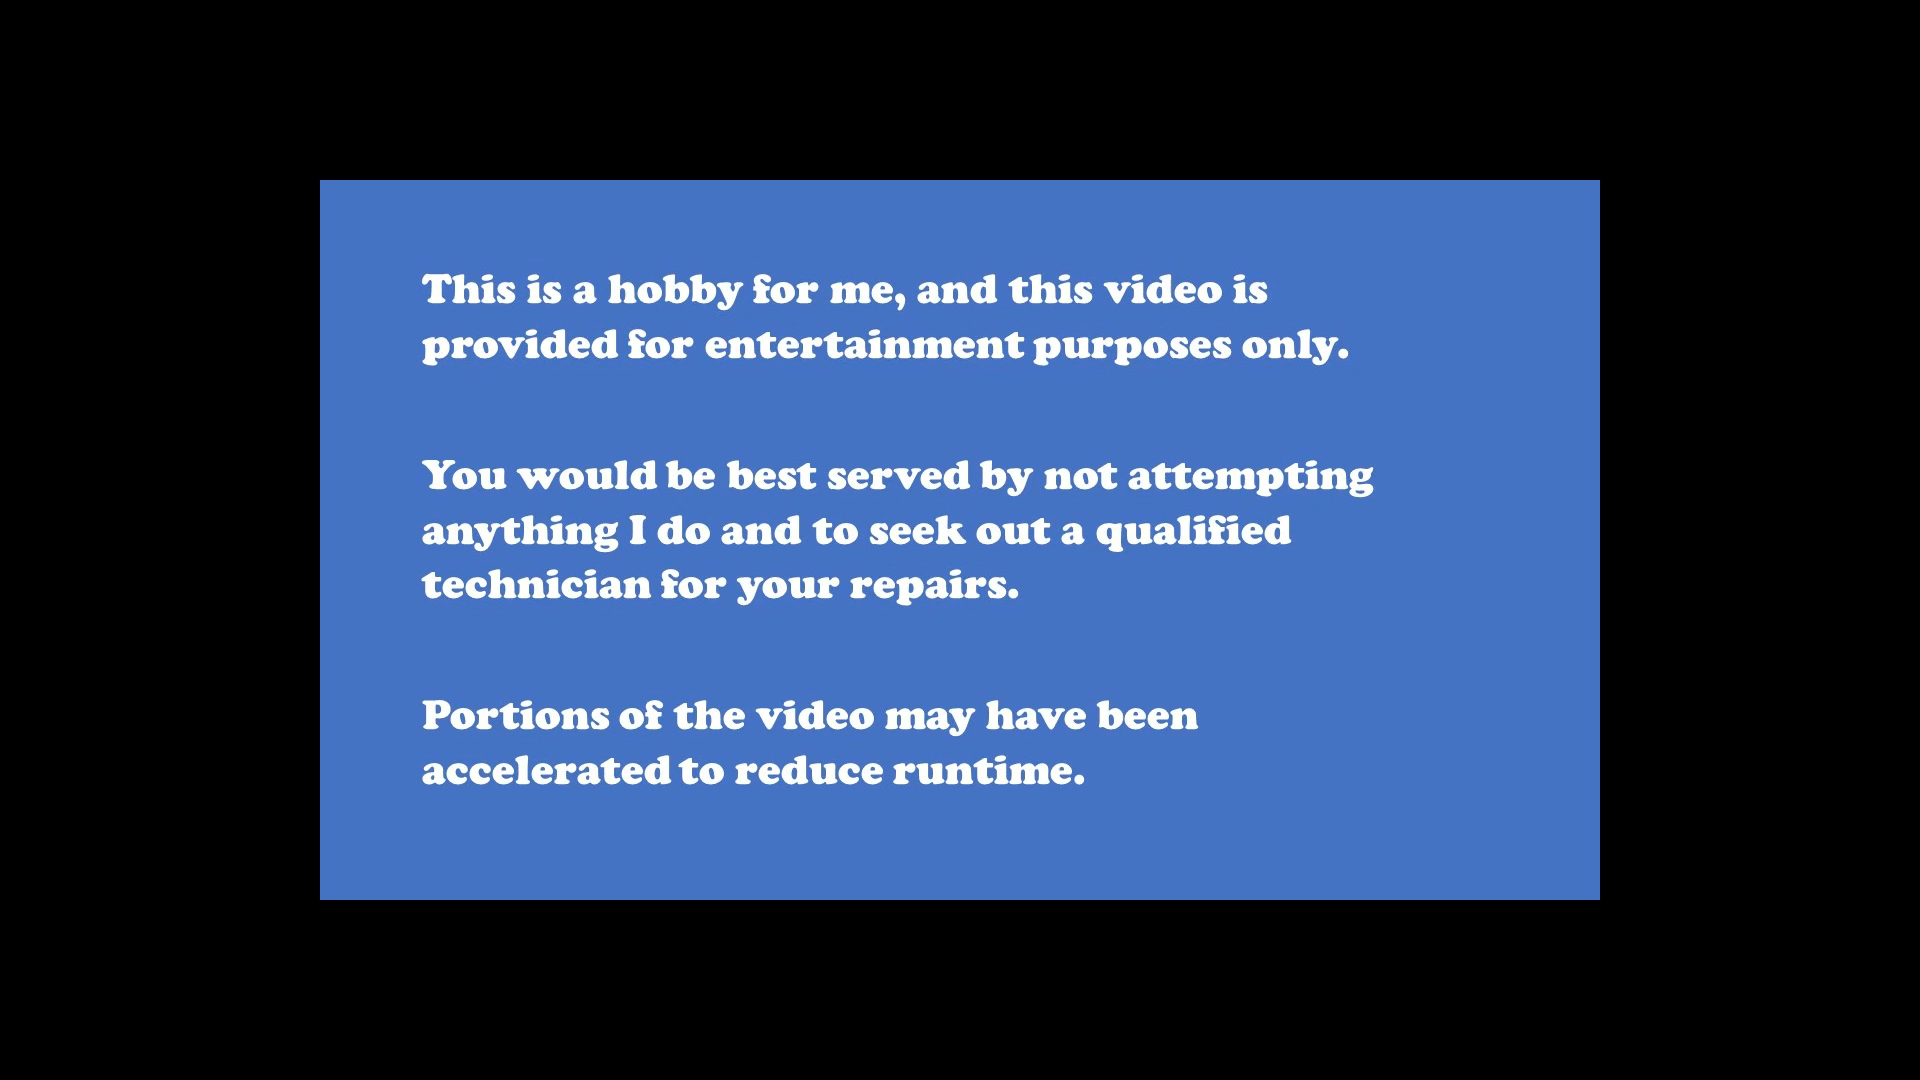 This is a hobby for me, and this video is
provided for entertainment purposes only.
You would be best served by not attempting
anything I do and to seek out a qualified
technician for your repairs.
Portions of the video may have been
accelerated to reduce runtime.